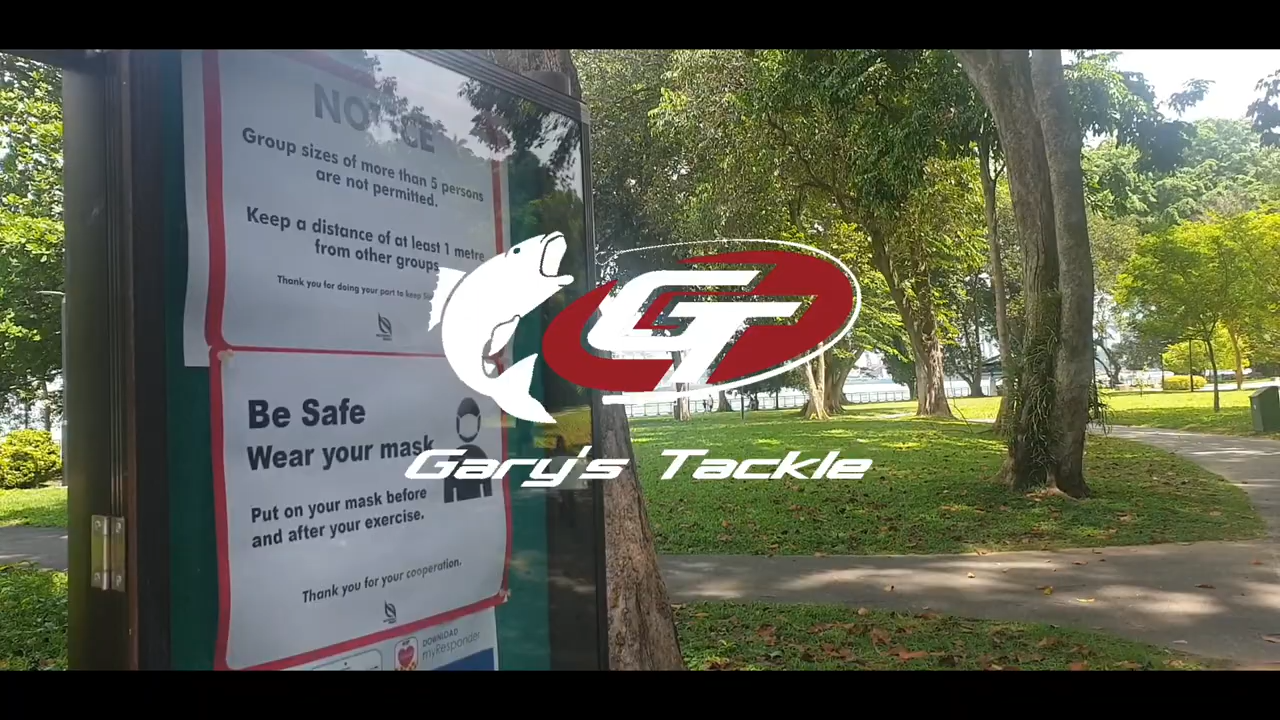 NOTICE
Group sizes of more than 5 persons
are not permitted.
Keep a distance of at least 1 metre
from other groups
Thank you for doing your part to keep
Be Safe
Wear your mask
Put on your mask before
and after your exercise.
Thank you for your cooperation.
DOWNLOAD
myResponder
GT
Gary's Tackle